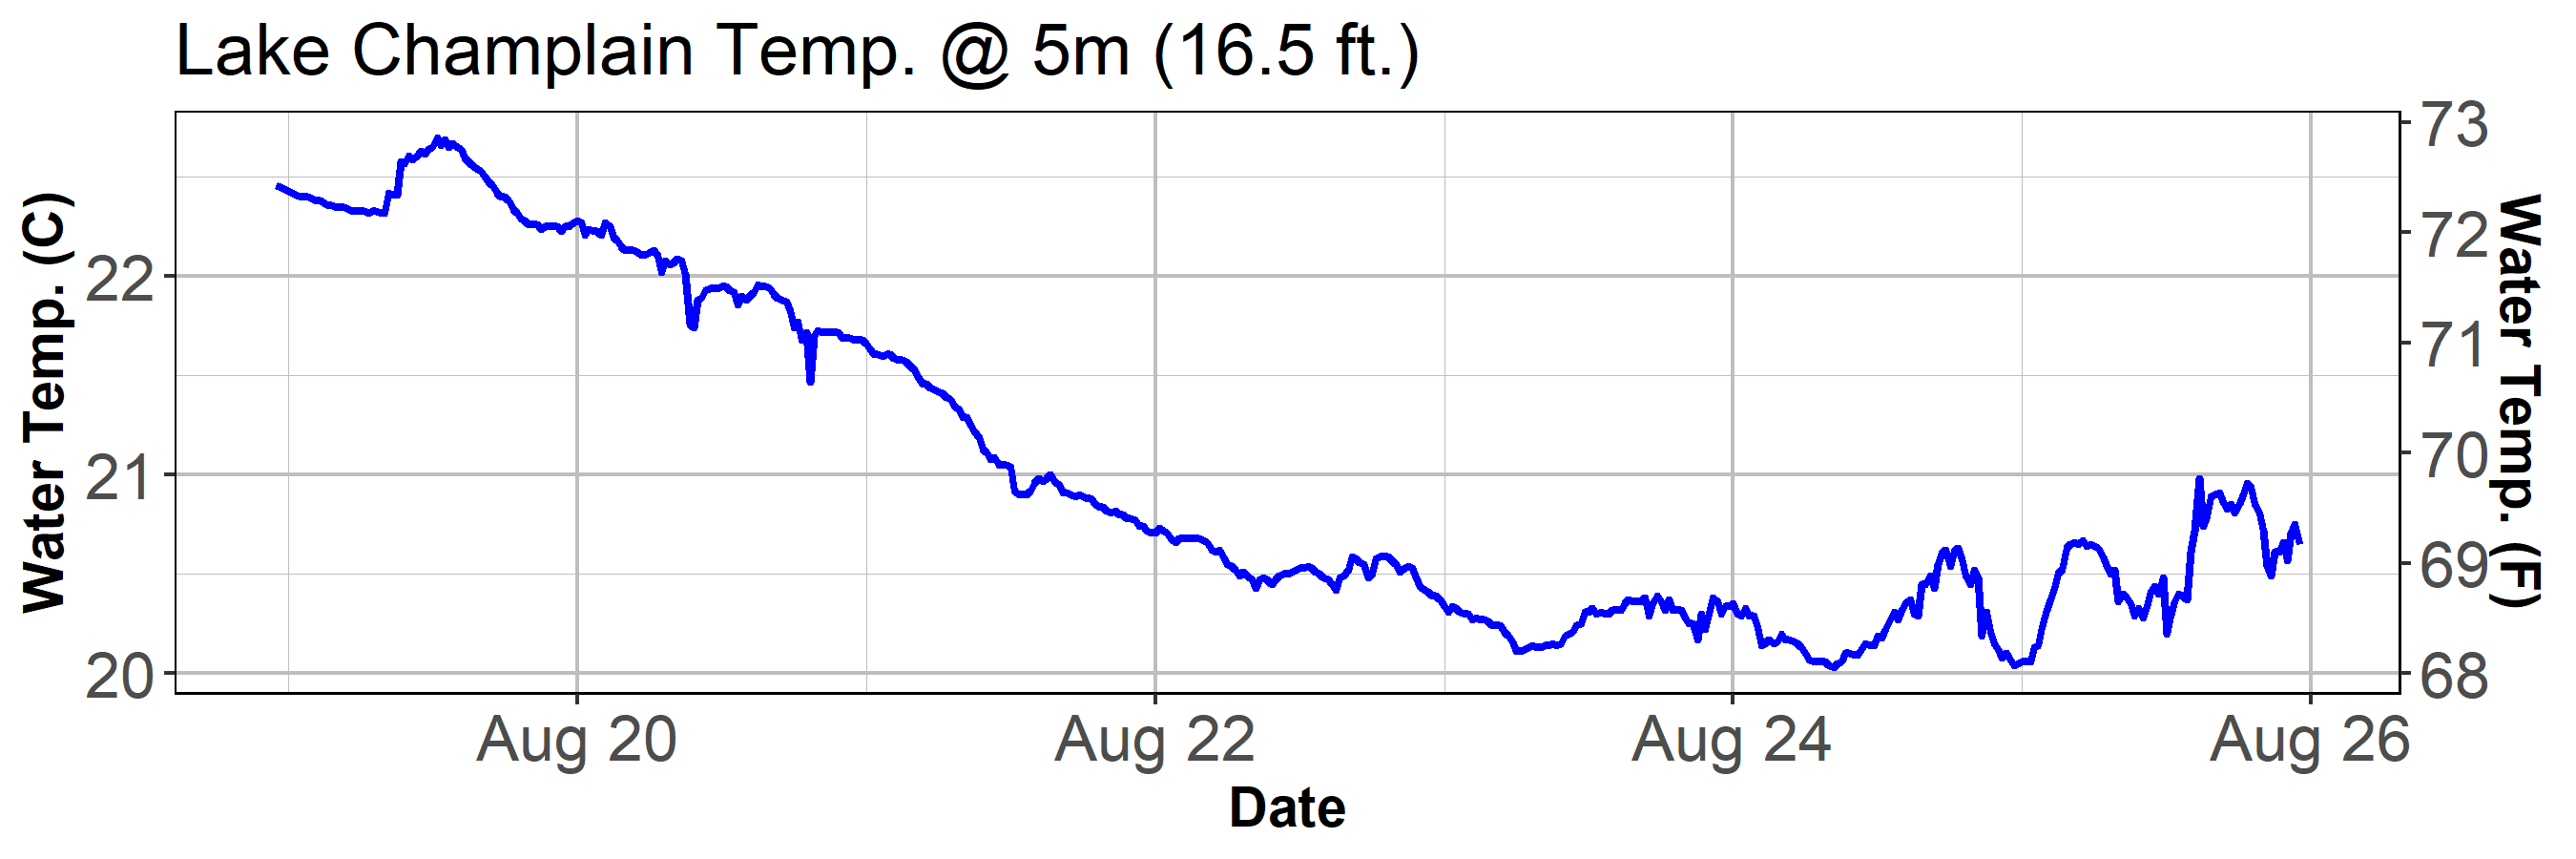 Lake Champlain Temp. @ 5m (16.5 ft.)
Water Temp. (C)
22
21
20
73
72
71
70
69
68
Water Temp. (F)
Aug 20 Aug 22 Aug 24 Aug 26
Date